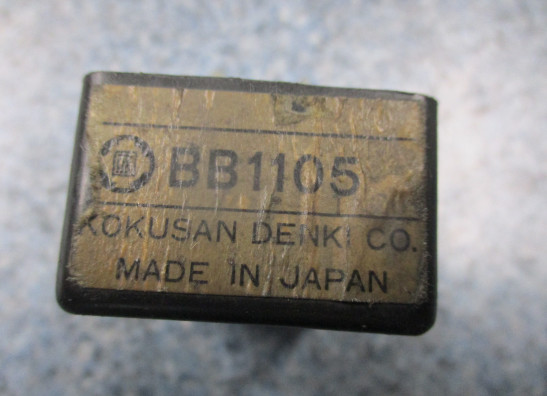 BB1105
KOKUSAN DENKI CO.
MADE IN JAPAN